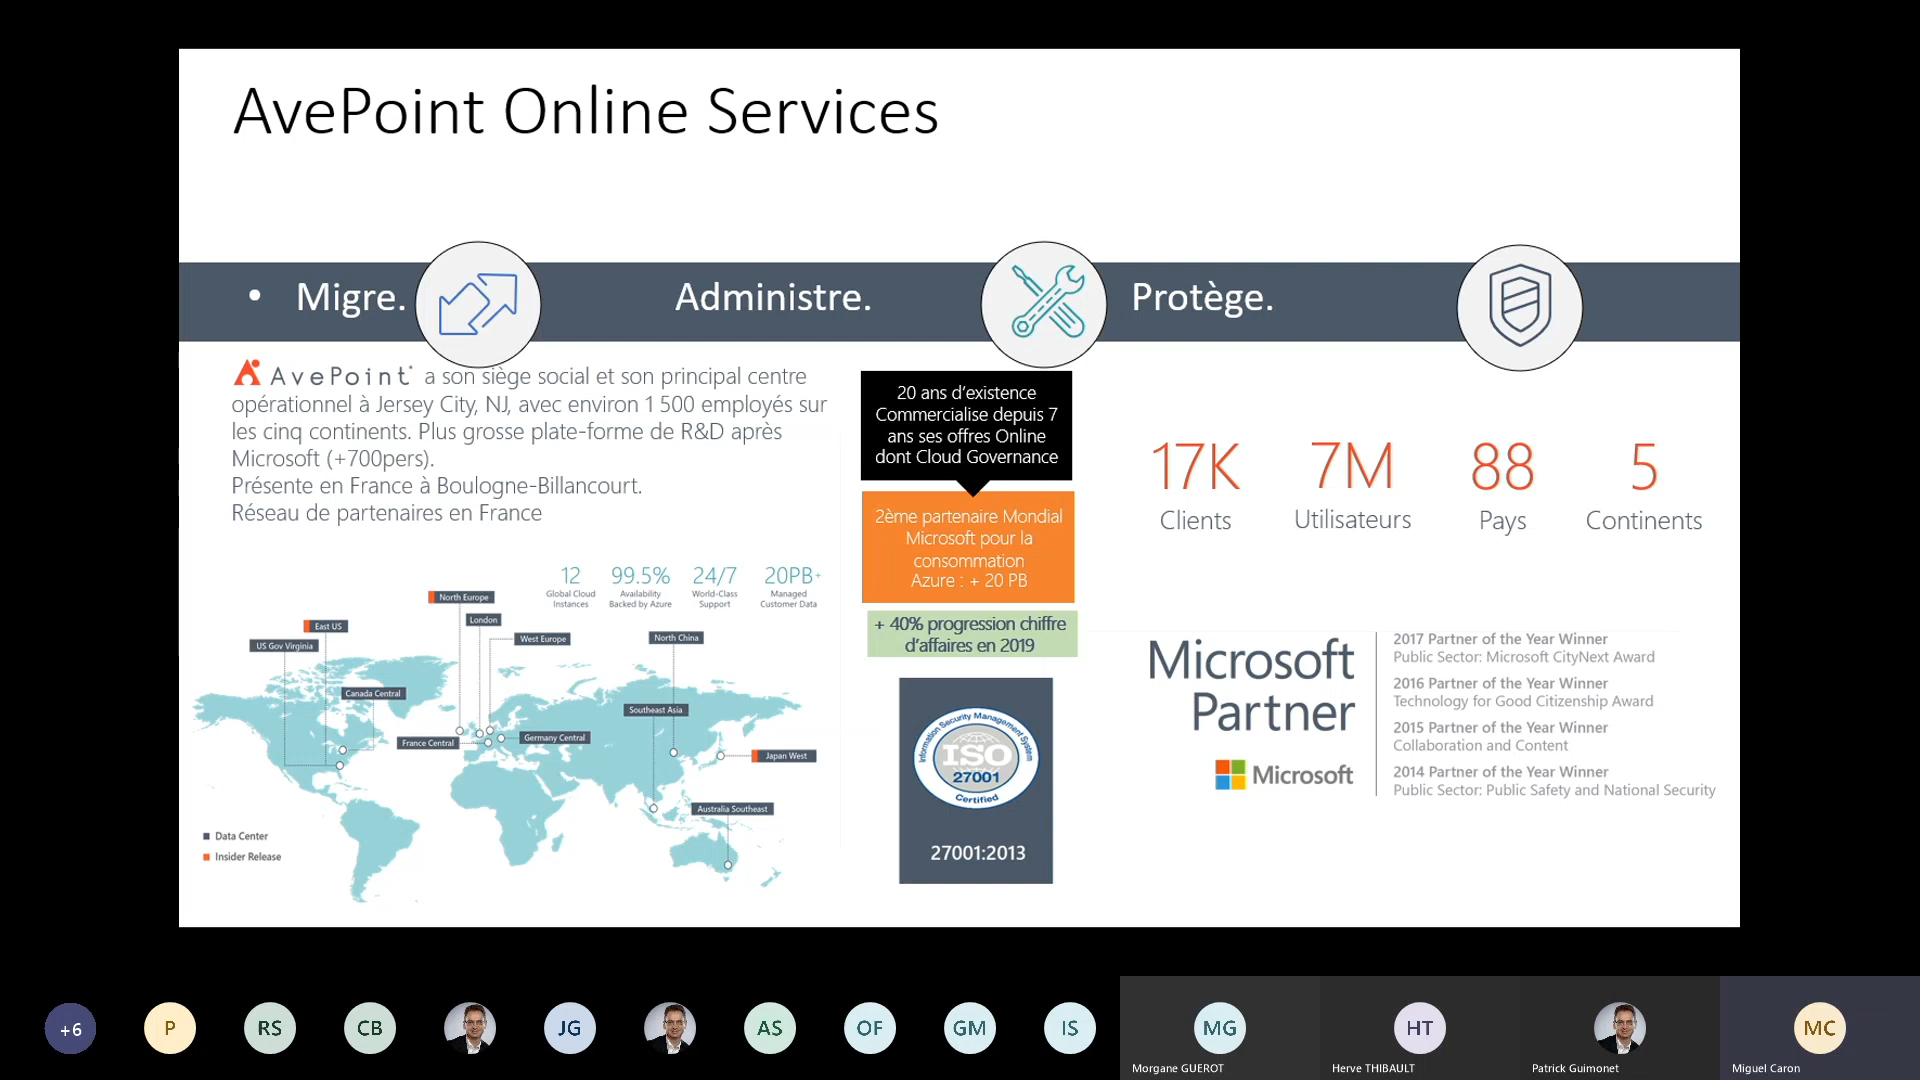 AvePoint Online Services
• Migre.
Administre.
Protège.
AvePoint a son siège social et son principal centre
opérationnel à Jersey City, NJ, avec environ 1 500 employés sur
les cinq continents. Plus grosse plate-forme de R&D après
Microsoft (+700pers).
Présente en France à Boulogne-Billancourt.
Réseau de partenaires en France
12
Global Cloud
Instances
99.5%
Availability
Backed by Azure
24/7
World-Class
Support
20PB+
Managed
Customer Data
North Europe
London
East US
West Europe
North China
US Gov Virginia
Canada Central
Southeast Asia
France Central
Germany Central
Japan West
Australia Southeast
Data Center
Insider Release
20 ans d'existence
Commercialise depuis 7
ans ses offres Online
dont Cloud Governance
2ème partenaire Mondial
Microsoft pour la
consommation
Azure : + 20 PB
+ 40% progression chiffre
d'affaires en 2019
Information Security Management System
ISO
27001
Certified
27001:2013
17K
Clients
7M
Utilisateurs
88
Pays
5
Continents
Microsoft
Partner
Microsoft
2017 Partner of the Year Winner
Public Sector: Microsoft CityNext Award
2016 Partner of the Year Winner
Technology for Good Citizenship Award
2015 Partner of the Year Winner
Collaboration and Content
2014 Partner of the Year Winner
Public Sector: Public Safety and National Security
+6
P
RS
CB
JG
AS
OF
GM
IS
MG
HT
MC
Morgane GUEROT
Herve THIBAULT
Patrick Guimonet
Miguel Caron